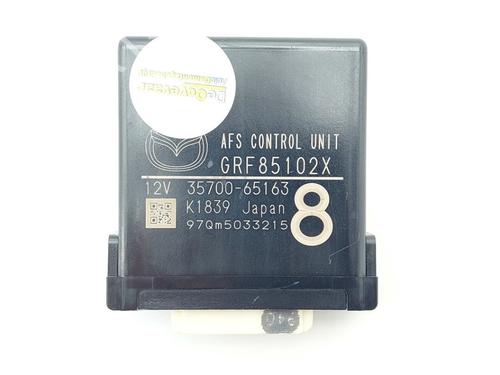 AFS CONTROL UNIT
GRF85102X
12V 35700-65163
K1839 Japan
97Qm5033215
8